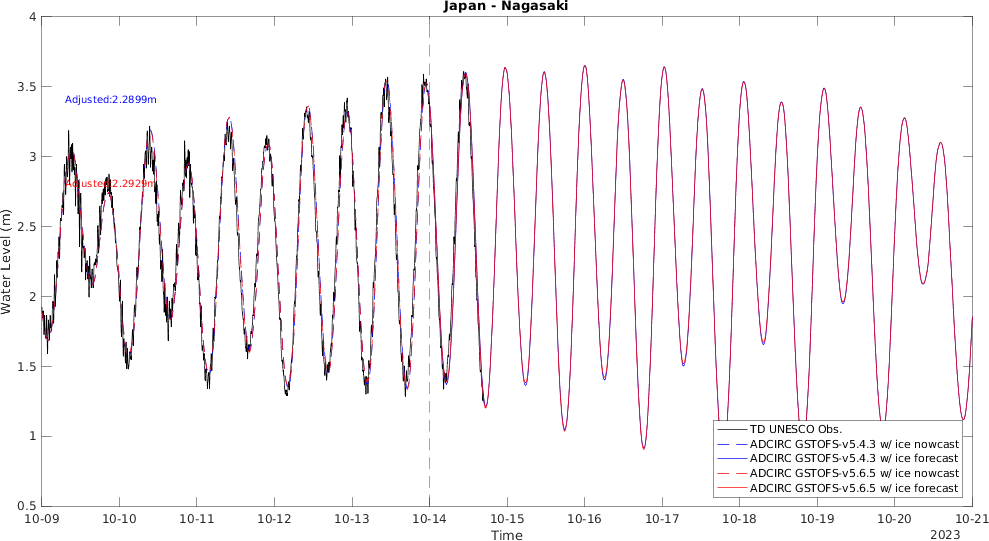 Japan - Nagasaki
4
3.5
3
2.5
2
1.5
1
0.5
Water Level (m)
Adjusted:2.2899m
Adjusted:2.2929m
TD UNESCO Obs.
ADCIRC GSTOFS-v5.4.3 w/ ice nowcast
ADCIRC GSTOFS-v5.4.3 w/ ice forecast
ADCIRC GSTOFS-v5.6.5 w/ ice nowcast
ADCIRC GSTOFS-v5.6.5 w/ ice forecast
10-09 10-10 10-11 10-12 10-13 10-14 10-15 10-16 10-17 10-18 10-19 10-20 10-21
Time
2023